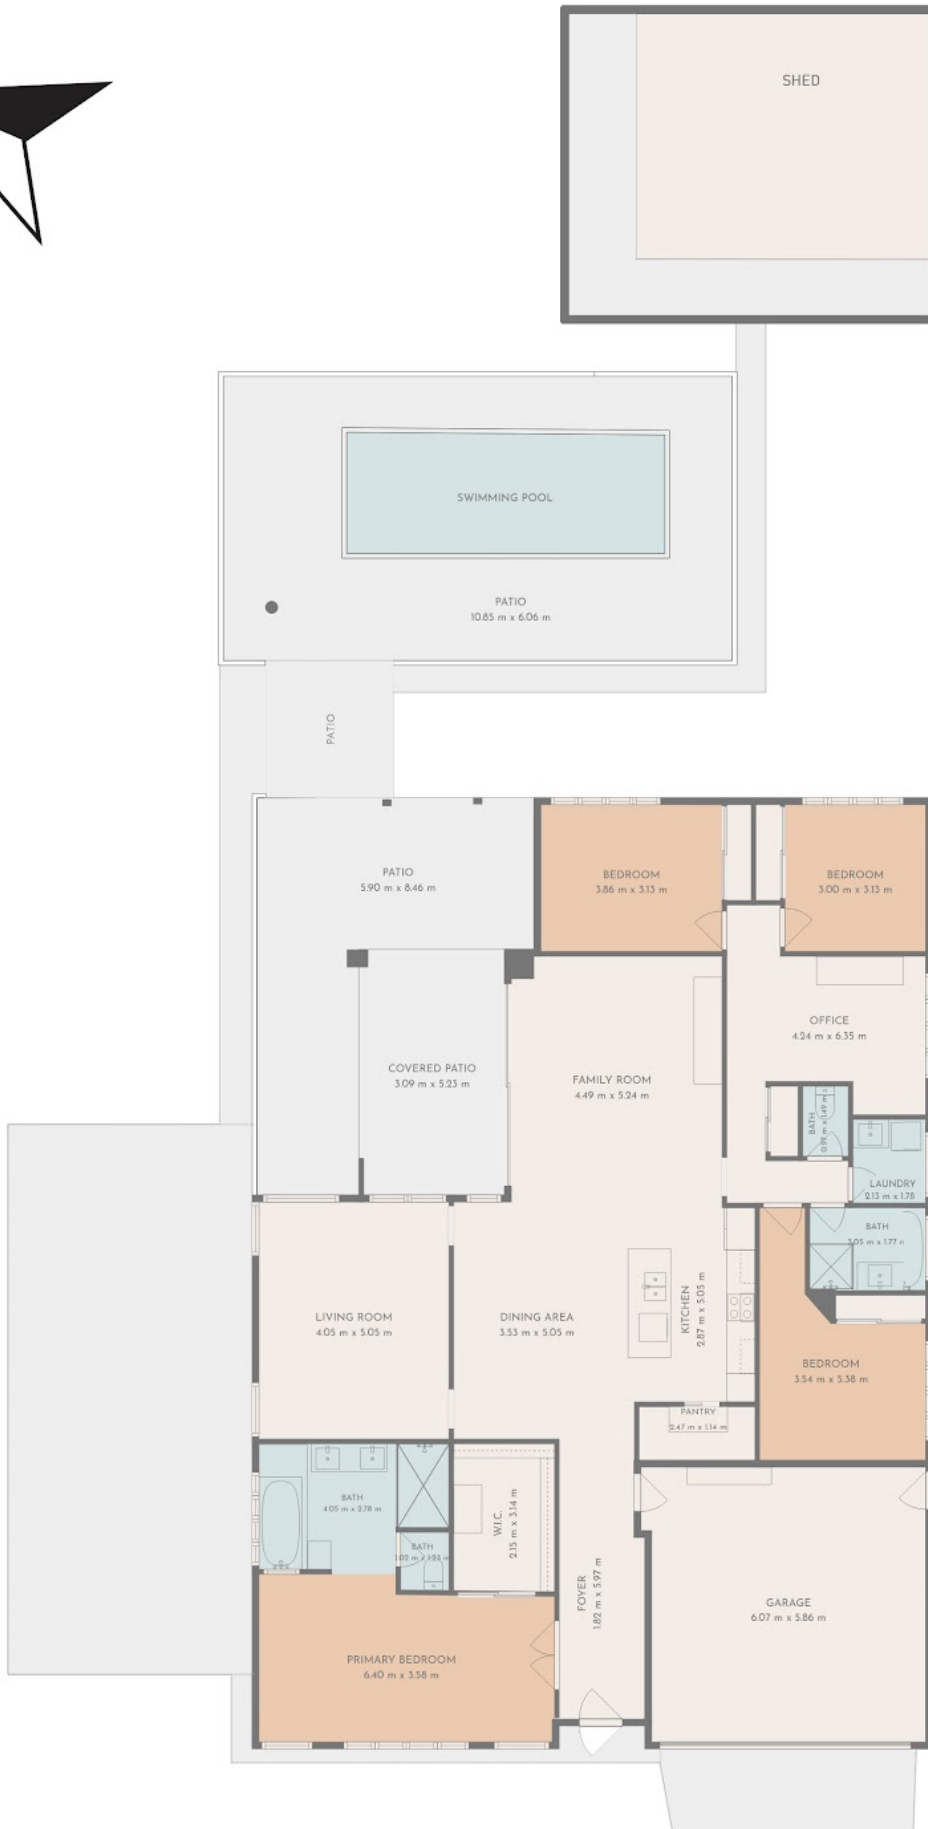 SHED
SWIMMING POOL
PATIO
10.85 m x 6.06 m
PATIO
PATIO
5.90 m x 8.46 m
BEDROOM
3.86 m x 3.13 m
BEDROOM
3.00 m x 3.13 m
OFFICE
4.24 m x 6.35 m
COVERED PATIO
3.09 m x 5.23 m
FAMILY ROOM
4.49 m x 5.24 m
BATH
LAUNDRY
2.13 m x 1.78
BATH
3.05 m x 1.77
LIVING ROOM
4.05 m x 5.05 m
DINING AREA
3.53 m x 5.05 m
KITCHEN
2.87 m x 5.05 m
BEDROOM
3.54 m x 5.38 m
PANTRY
2.47 m x 1.14 m
BATH
4.05 m x 2.78 m
W.I.C.
2.15 m x 3.14 m
BATH
FOYER
1.82 m x 5.97 m
GARAGE
6.07 m x 5.86 m
PRIMARY BEDROOM
6.40 m x 3.58 m